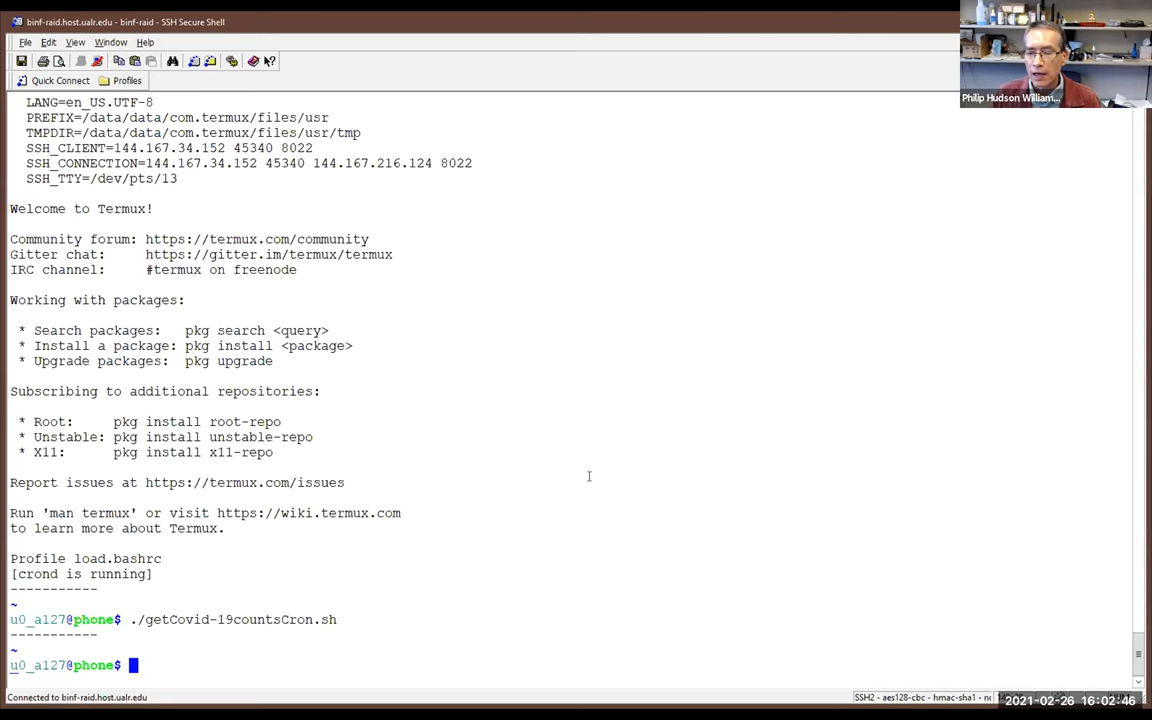 binf-raid.host.ualr.edu - binf-raid - SSH Secure Shell
File Edit View Window Help
Quick Connect Profiles
LANG=en_US.UTF-8
PREFIX=/data/data/com.termux/files/usr
TMPDIR=/data/data/com.termux/files/usr/tmp
SSH_CLIENT=144.167.34.152 45340 8022
SSH_CONNECTION=144.167.34.152 45340 144.167.216.124 8022
SSH_TTY=/dev/pts/13
Welcome to Termux!
Community forum: https://termux.com/community
Gitter chat: https://gitter.im/termux/termux
IRC channel: #termux on freenode
Working with packages:
* Search packages: pkg search <query>
* Install a package: pkg install <package>
* Upgrade packages: pkg upgrade
Subscribing to additional repositories:
* Root: pkg install root-repo
* Unstable: pkg install unstable-repo
* X11: pkg install x11-repo
Report issues at https://termux.com/issues
Run 'man termux' or visit https://wiki.termux.com
to learn more about Termux.
Profile load.bashrc
[crond is running]
-----------
~
u0_a127@phone$ ./getCovid-19countsCron.sh
-----------
~
u0_a127@phone$
Philip Hudson William...
Connected to binf-raid.host.ualr.edu
SSH2 - aes128-cbc - hmac-sha1 - nc
2021-02-26 16:02:46